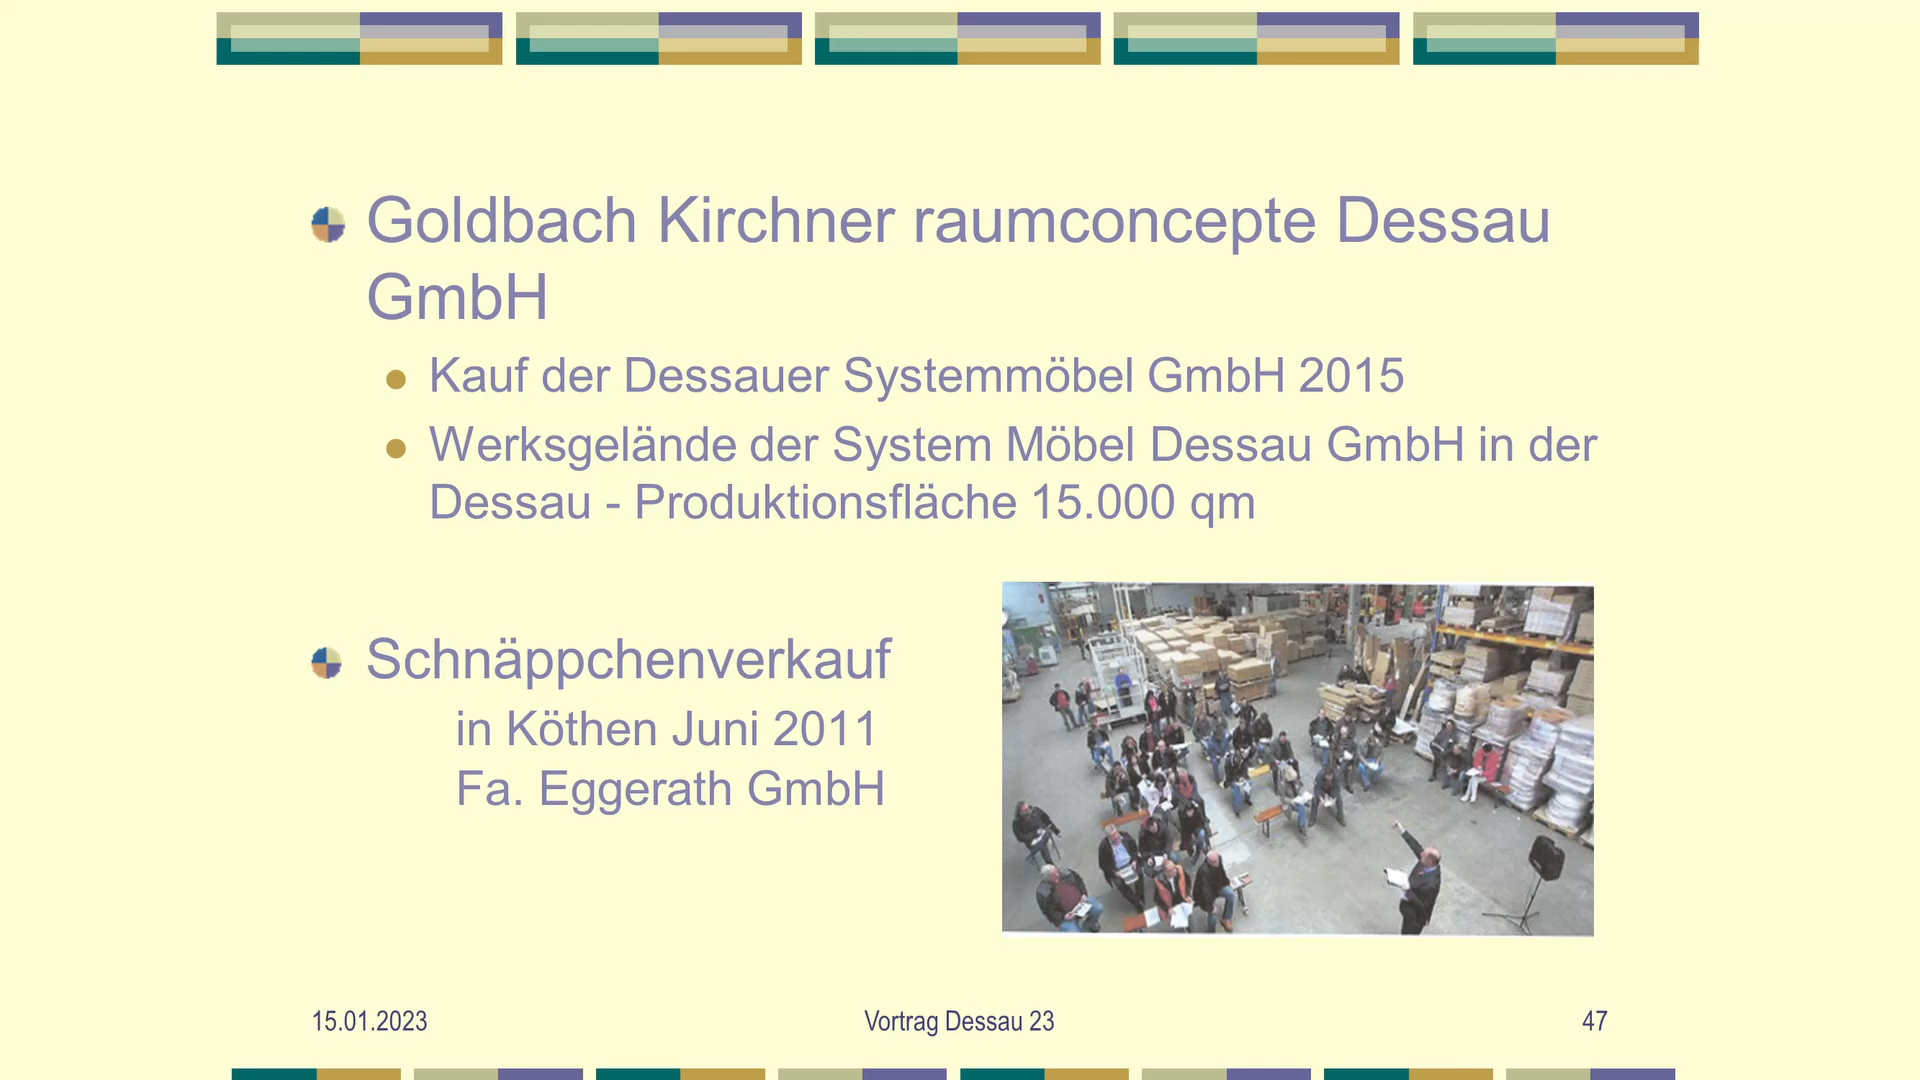 Goldbach Kirchner raumconcepte Dessau
GmbH
Kauf der Dessauer Systemmöbel GmbH 2015
Werksgelände der System Möbel Dessau GmbH in der
Dessau - Produktionsfläche 15.000 qm
Schnäppchenverkauf
in Köthen Juni 2011
Fa. Eggerath GmbH
15.01.2023
Vortrag Dessau 23
47